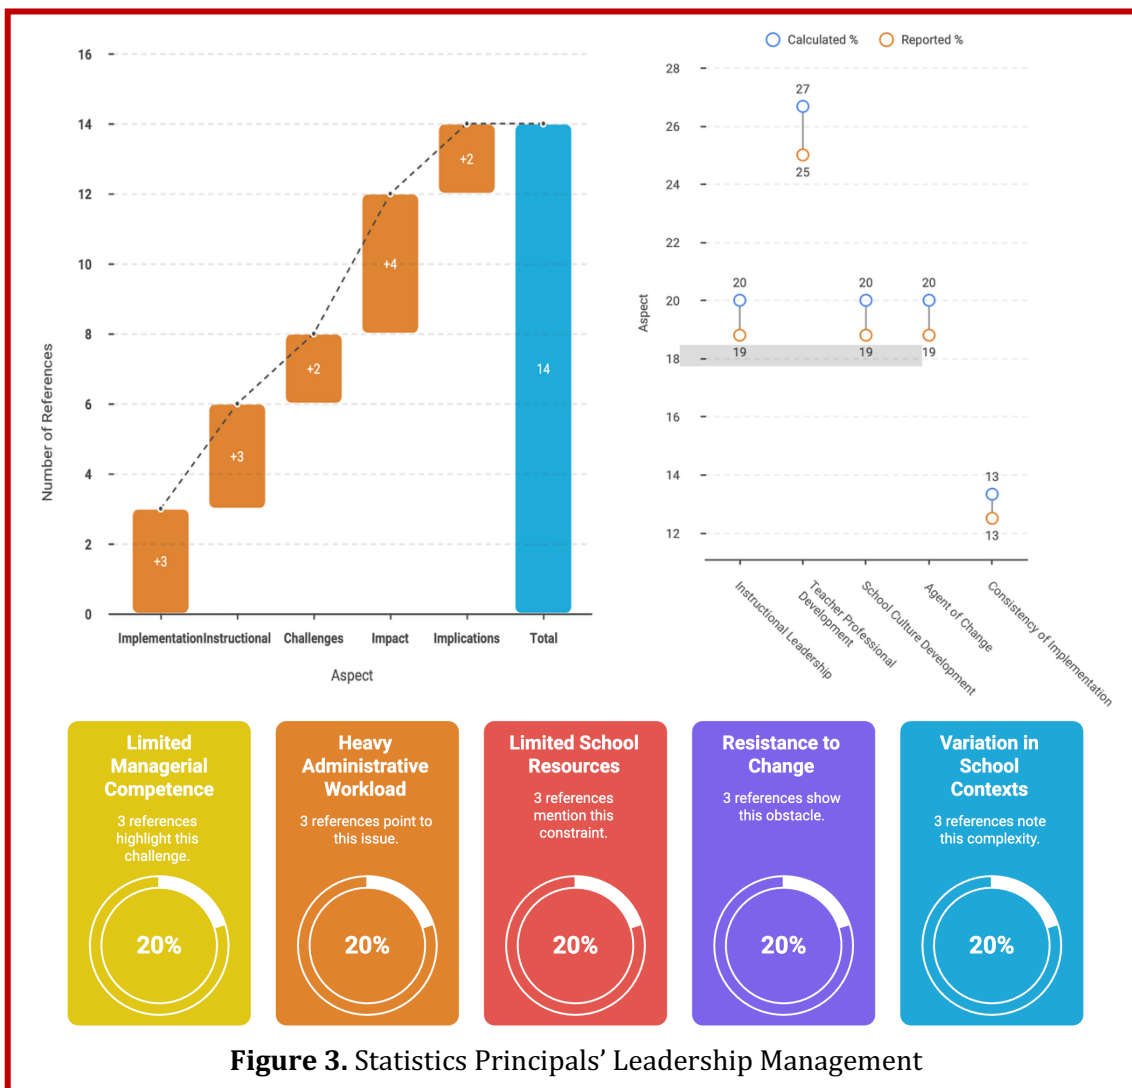 16
14
12
10
8
6
4
2
0
Number of References
+3
+3
+2
+4
+2
14
Implementation
Instructional
Challenges
Impact
Implications
Total
Aspect
Calculated %
Reported %
28
26
24
22
20
18
16
14
12
Aspect
20
19
27
25
20
19
20
19
13
13
Instructional Leadership
Teacher Professional
Development
School Culture Development
Agent of Change
Consistency of Implementation
Limited
Managerial
Competence
3 references
highlight this
challenge.
20%
Heavy
Administrative
Workload
3 references point to
this issue.
20%
Limited School
Resources
3 references
mention this
constraint.
20%
Resistance to
Change
3 references show
this obstacle.
20%
Variation in
School
Contexts
3 references note
this complexity.
20%
Figure 3. Statistics Principals’ Leadership Management